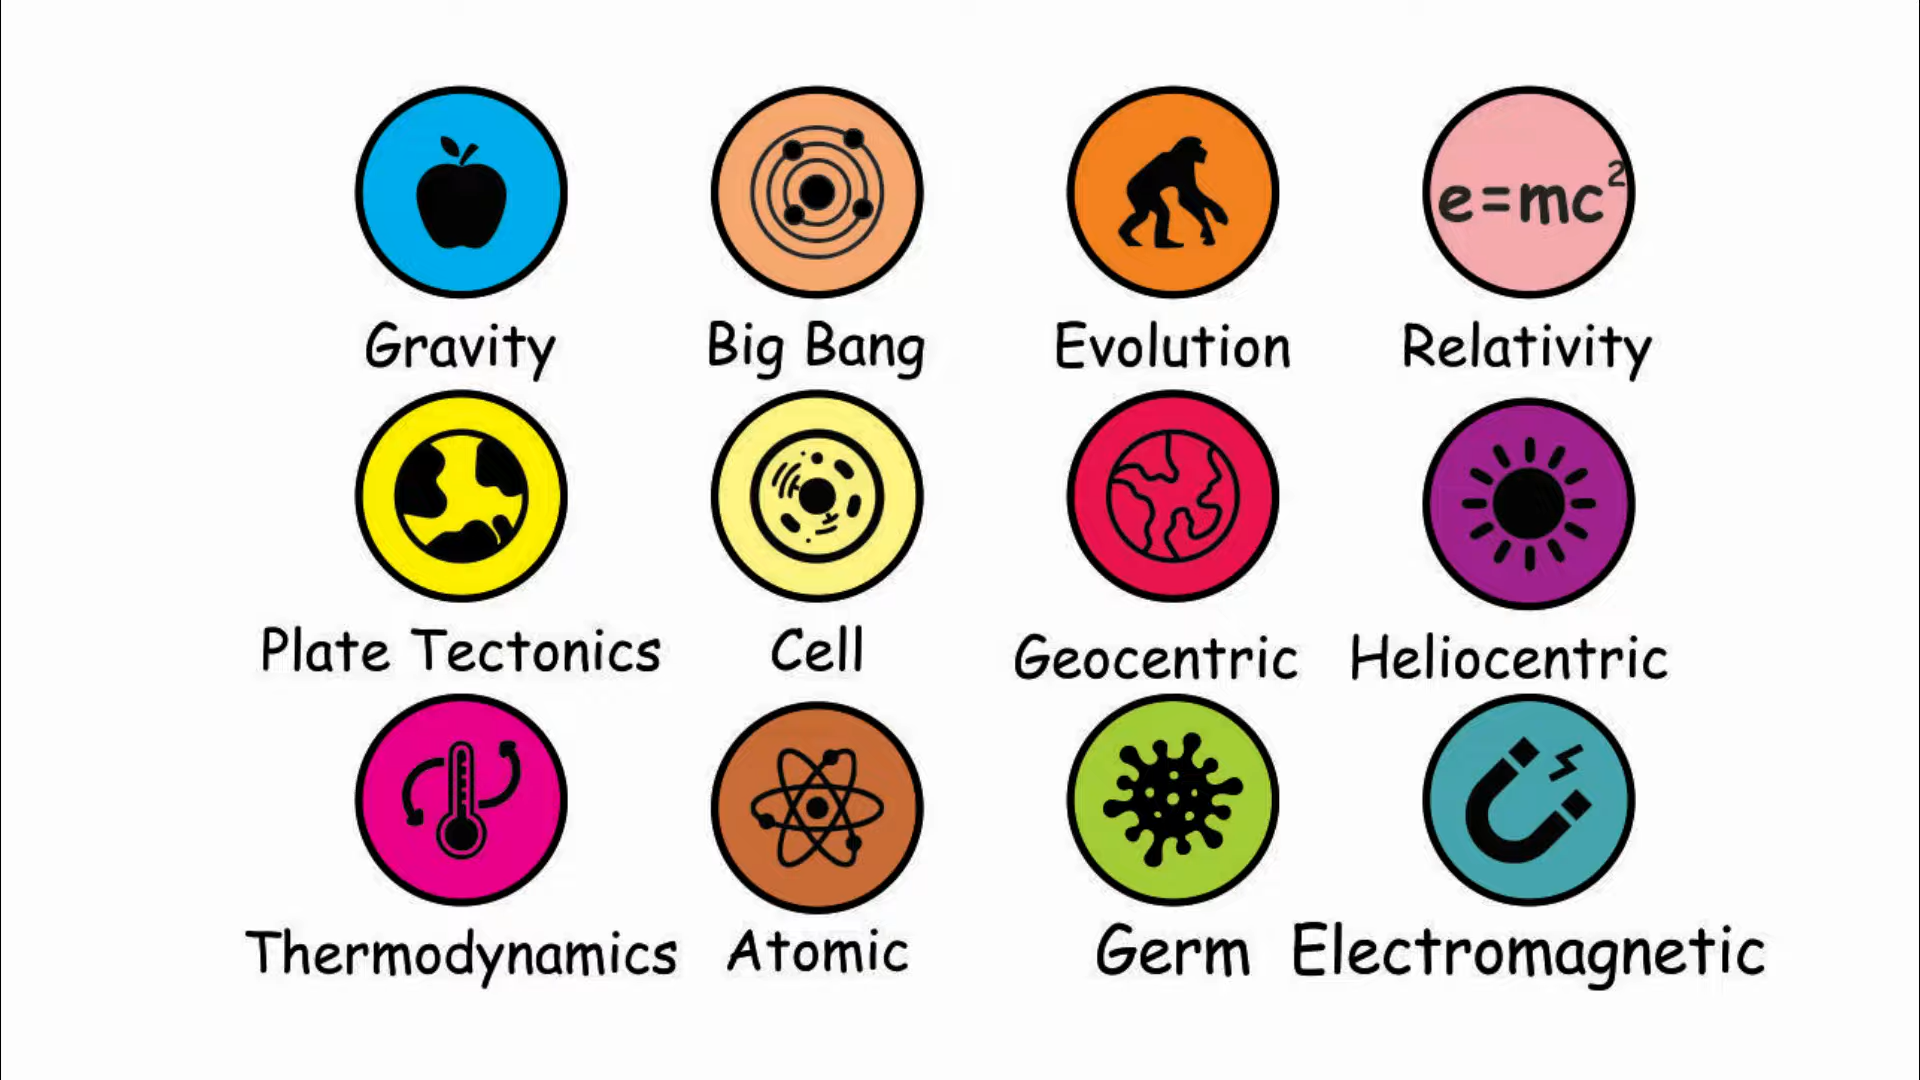 e=mc²
Gravity Big Bang Evolution Relativity
Plate Tectonics Cell Geocentric Heliocentric
Thermodynamics Atomic Germ Electromagnetic